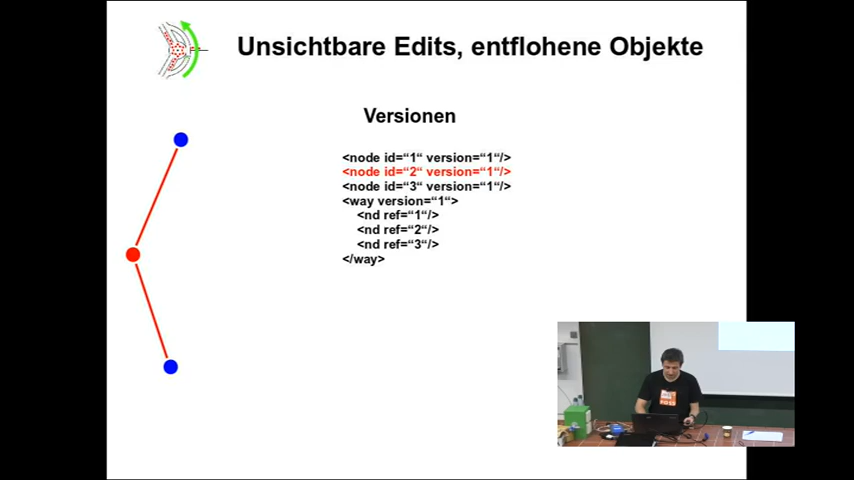 Unsichtbare Edits, entflohene Objekte
Versionen
<node id=“1“ version=“1“/>
<node id=“2“ version=“1“/>
<node id=“3“ version=“1“/>
<way version=“1“>
<nd ref=“1“/>
<nd ref=“2“/>
<nd ref=“3“/>
</way>
FOSS